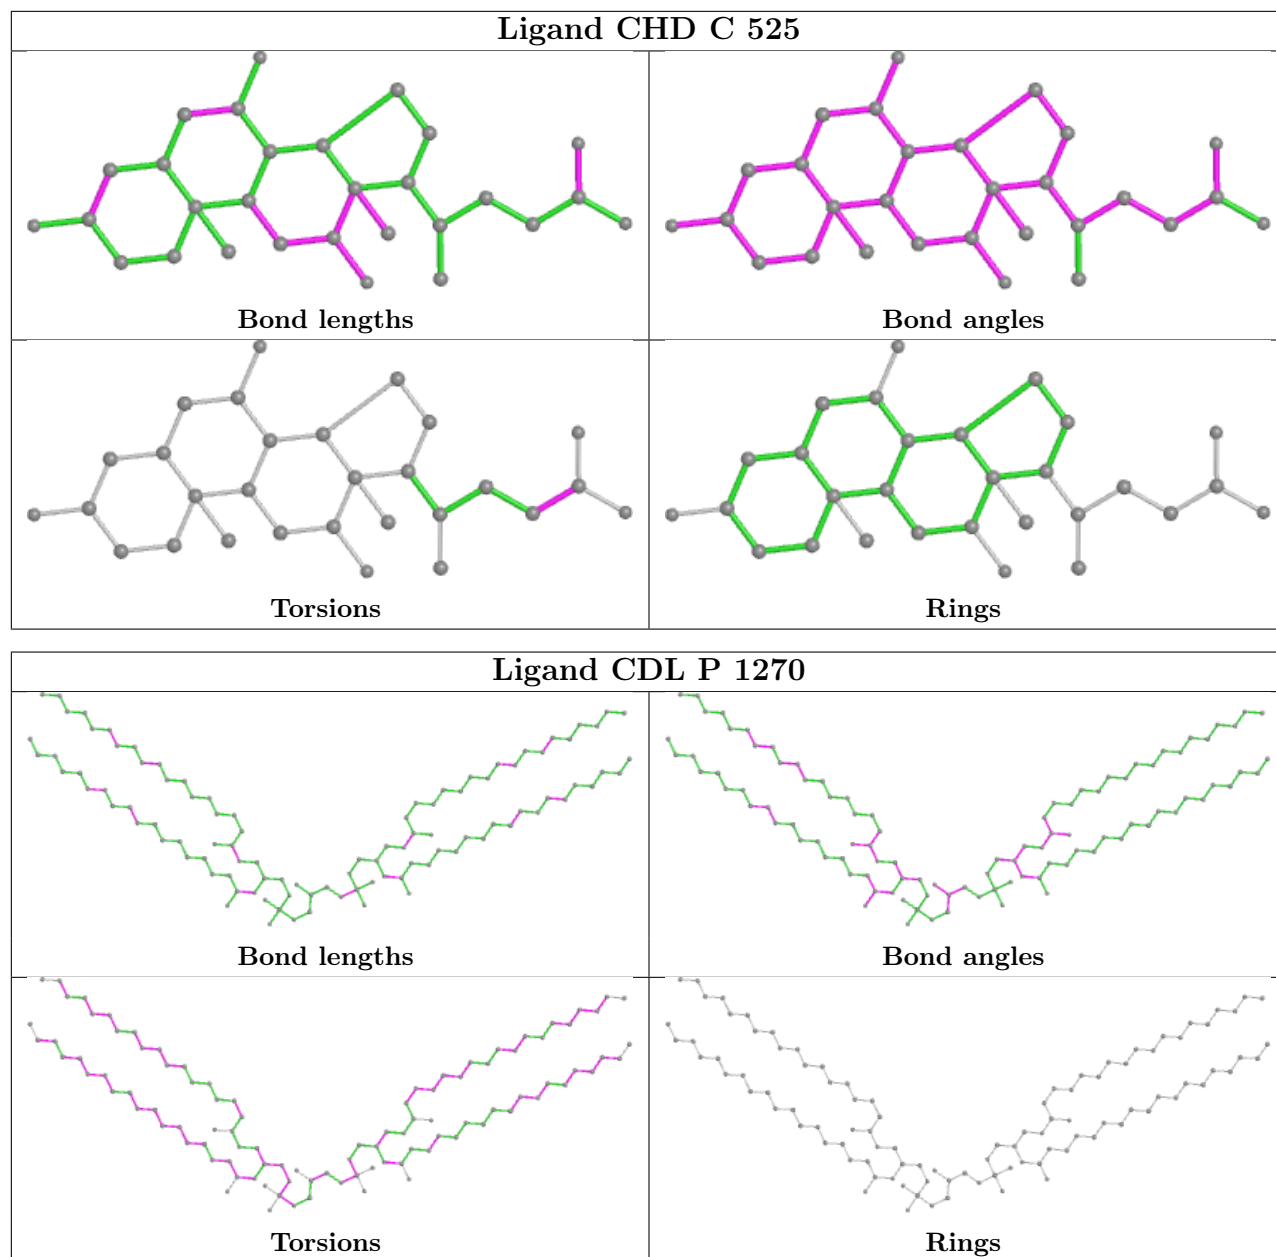 Ligand CHD C 525
Bond lengths
Bond angles
Torsions
Rings
Ligand CDL P 1270
Bond lengths
Bond angles
Torsions
Rings